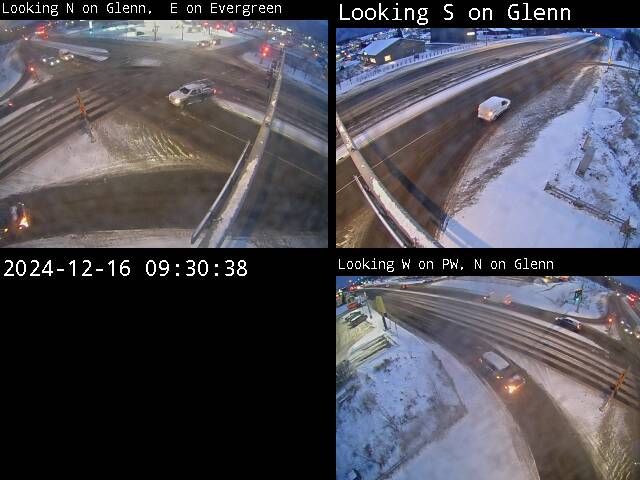 Looking N on Glenn,  E on Evergreen
Looking S on Glenn
2024-12-16 09:30:38
Looking W on PW, N on Glenn